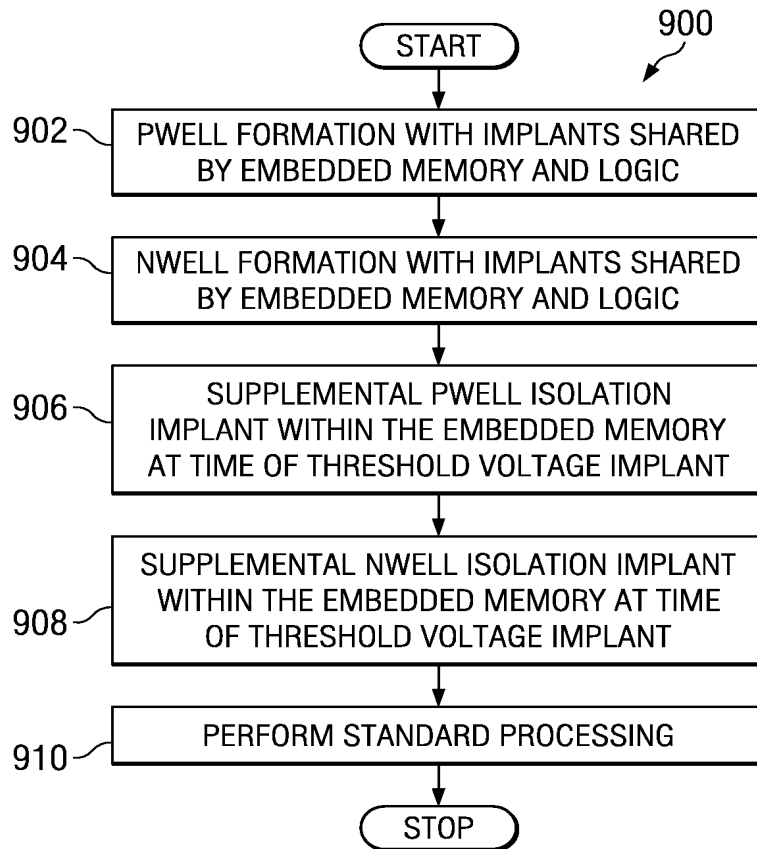 START
900
902
PWELL FORMATION WITH IMPLANTS SHARED
BY EMBEDDED MEMORY AND LOGIC
904
NWELL FORMATION WITH IMPLANTS SHARED
BY EMBEDDED MEMORY AND LOGIC
906
SUPPLEMENTAL PWELL ISOLATION
IMPLANT WITHIN THE EMBEDDED MEMORY
AT TIME OF THRESHOLD VOLTAGE IMPLANT
908
SUPPLEMENTAL NWELL ISOLATION IMPLANT
WITHIN THE EMBEDDED MEMORY AT TIME
OF THRESHOLD VOLTAGE IMPLANT
910
PERFORM STANDARD PROCESSING
STOP